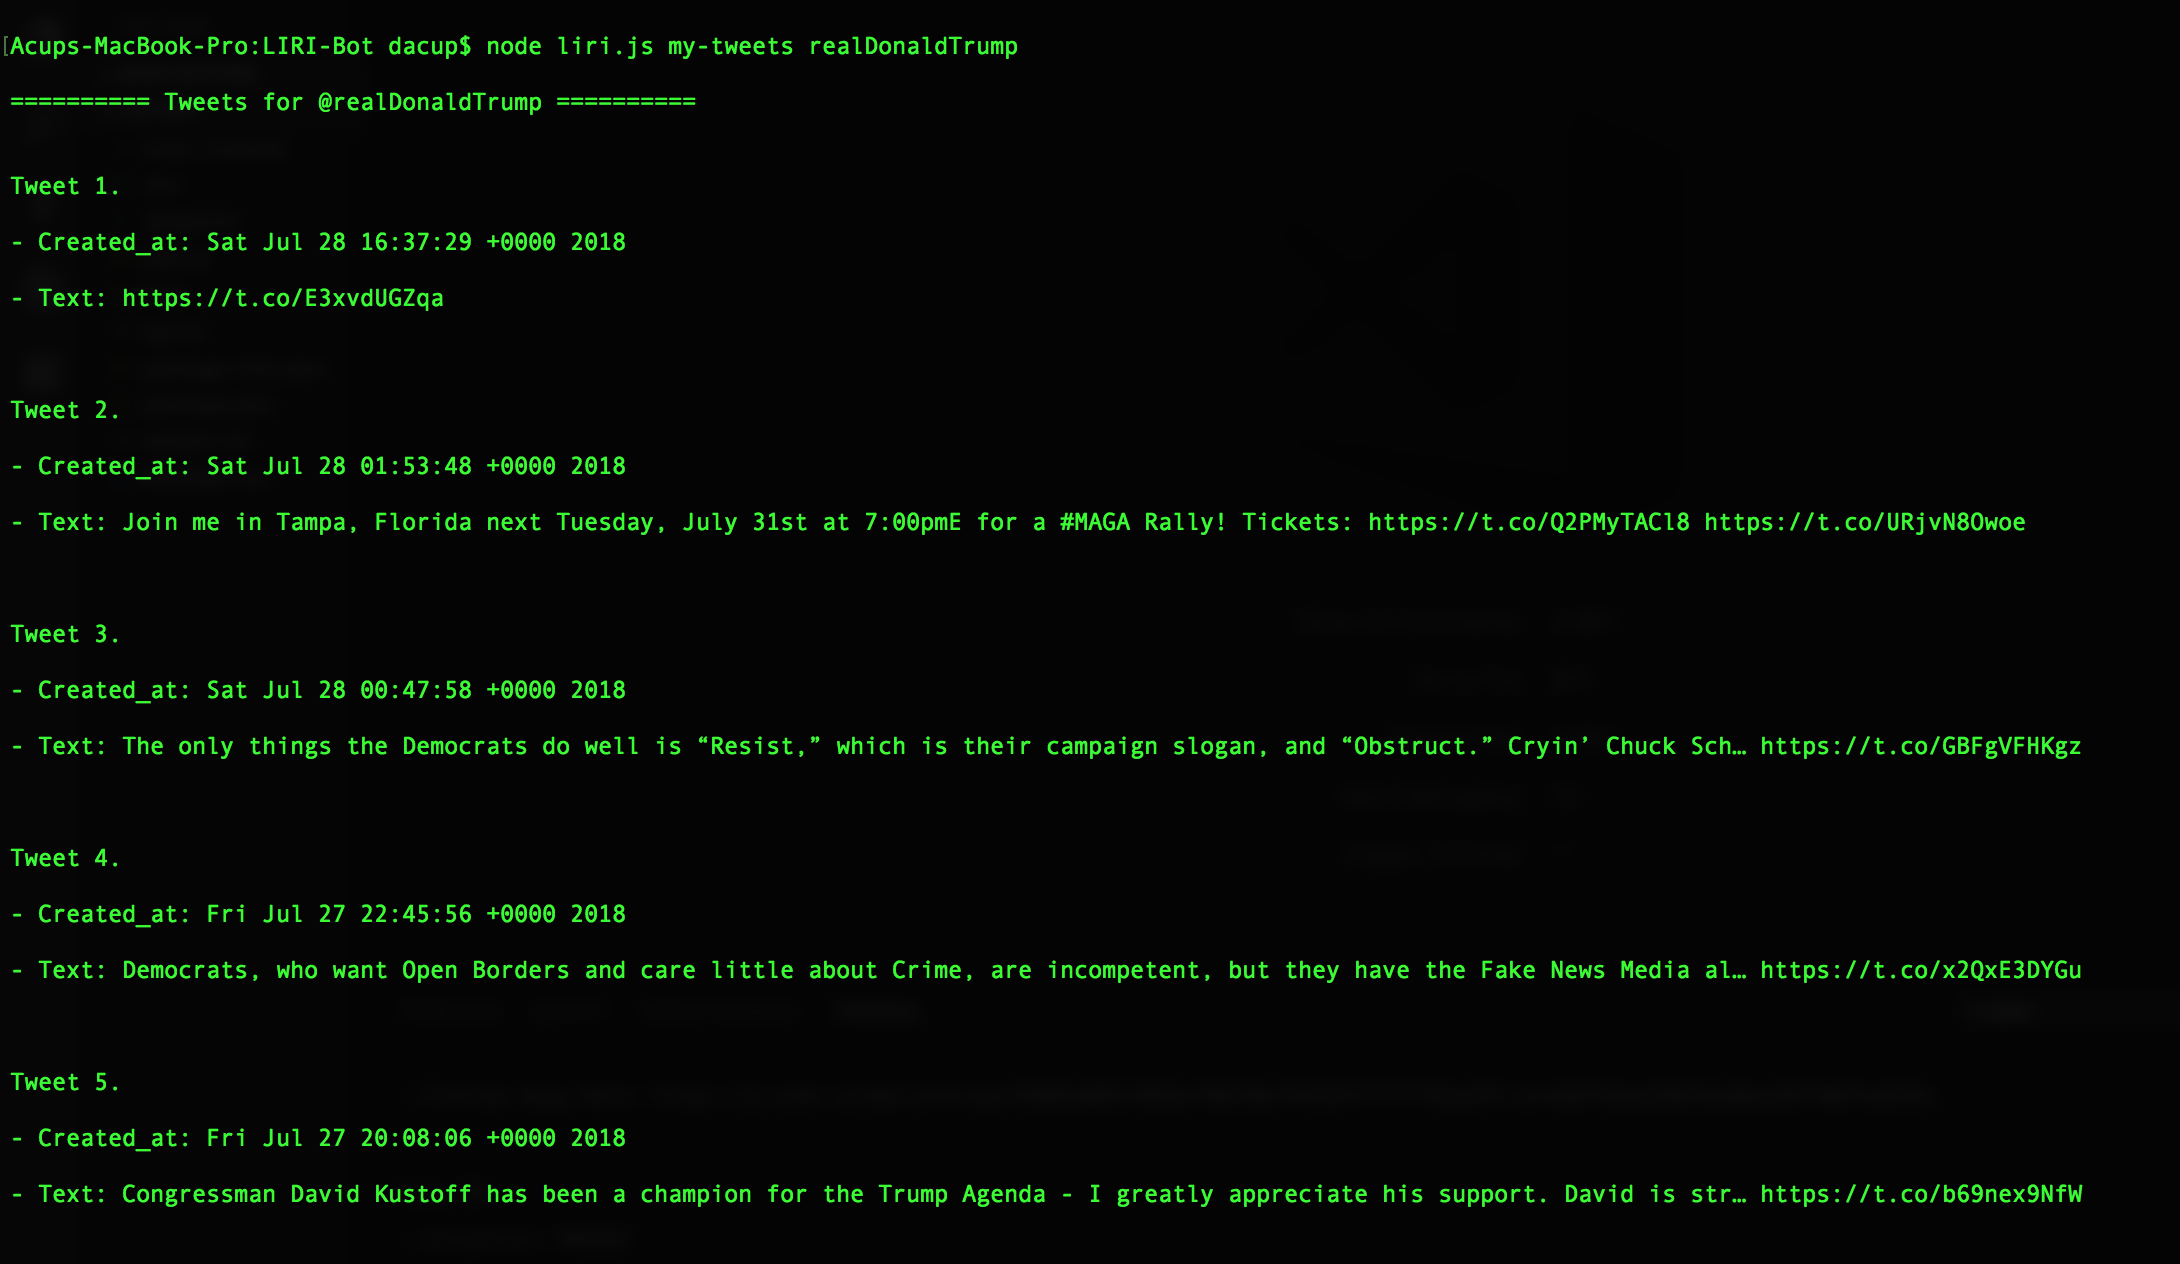 [Acups-MacBook-Pro:LIRI-Bot dacup$ node liri.js my-tweets realDonaldTrump
========== Tweets for @realDonaldTrump ==========
Tweet 1.
- Created_at: Sat Jul 28 16:37:29 +0000 2018
- Text: https://t.co/E3xvdUGZqa
Tweet 2.
- Created_at: Sat Jul 28 01:53:48 +0000 2018
- Text: Join me in Tampa, Florida next Tuesday, July 31st at 7:00pmE for a #MAGA Rally! Tickets: https://t.co/Q2PMyTACl8 https://t.co/URjvN8Owoe
Tweet 3.
- Created_at: Sat Jul 28 00:47:58 +0000 2018
- Text: The only things the Democrats do well is “Resist,” which is their campaign slogan, and “Obstruct.” Cryin’ Chuck Sch… https://t.co/GBFgVFHKgz
Tweet 4.
- Created_at: Fri Jul 27 22:45:56 +0000 2018
- Text: Democrats, who want Open Borders and care little about Crime, are incompetent, but they have the Fake News Media al… https://t.co/x2QxE3DYGu
Tweet 5.
- Created_at: Fri Jul 27 20:08:06 +0000 2018
- Text: Congressman David Kustoff has been a champion for the Trump Agenda - I greatly appreciate his support. David is str… https://t.co/b69nex9NfW